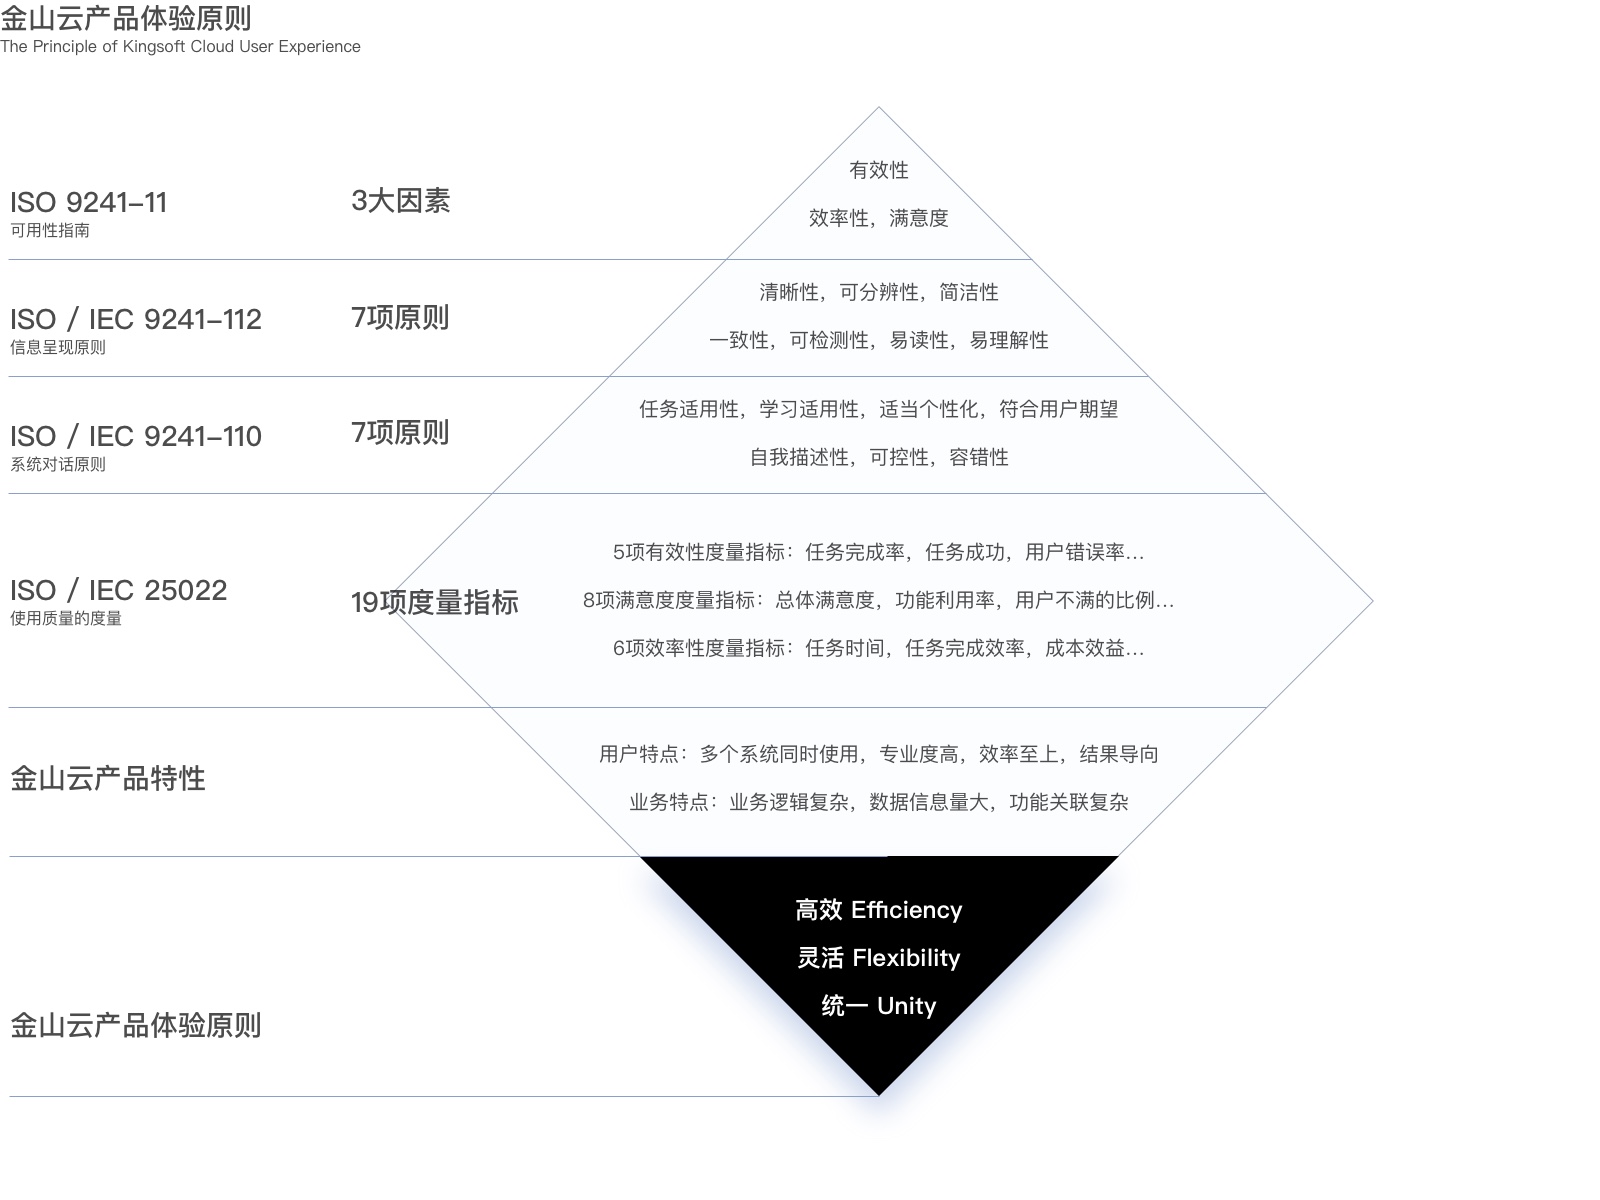 金山云产品体验原则
The Principle of Kingsoft Cloud User Experience
ISO 9241–11
可用性指南
3大因素
有效性
效率性，满意度
ISO / IEC 9241–112
信息呈现原则
7项原则
清晰性，可分辨性，简洁性
一致性，可检测性，易读性，易理解性
ISO / IEC 9241–110
系统对话原则
7项原则
任务适用性，学习适用性，适当个性化，符合用户期望
自我描述性，可控性，容错性
ISO / IEC 25022
使用质量的度量
19项度量指标
5项有效性度量指标：任务完成率，任务成功，用户错误率…
8项满意度度量指标：总体满意度，功能利用率，用户不满的比例…
6项效率性度量指标：任务时间，任务完成效率，成本效益…
金山云产品特性
用户特点：多个系统同时使用，专业度高，效率至上，结果导向
业务特点：业务逻辑复杂，数据信息量大，功能关联复杂
金山云产品体验原则
高效 Efficiency
灵活 Flexibility
统一 Unity